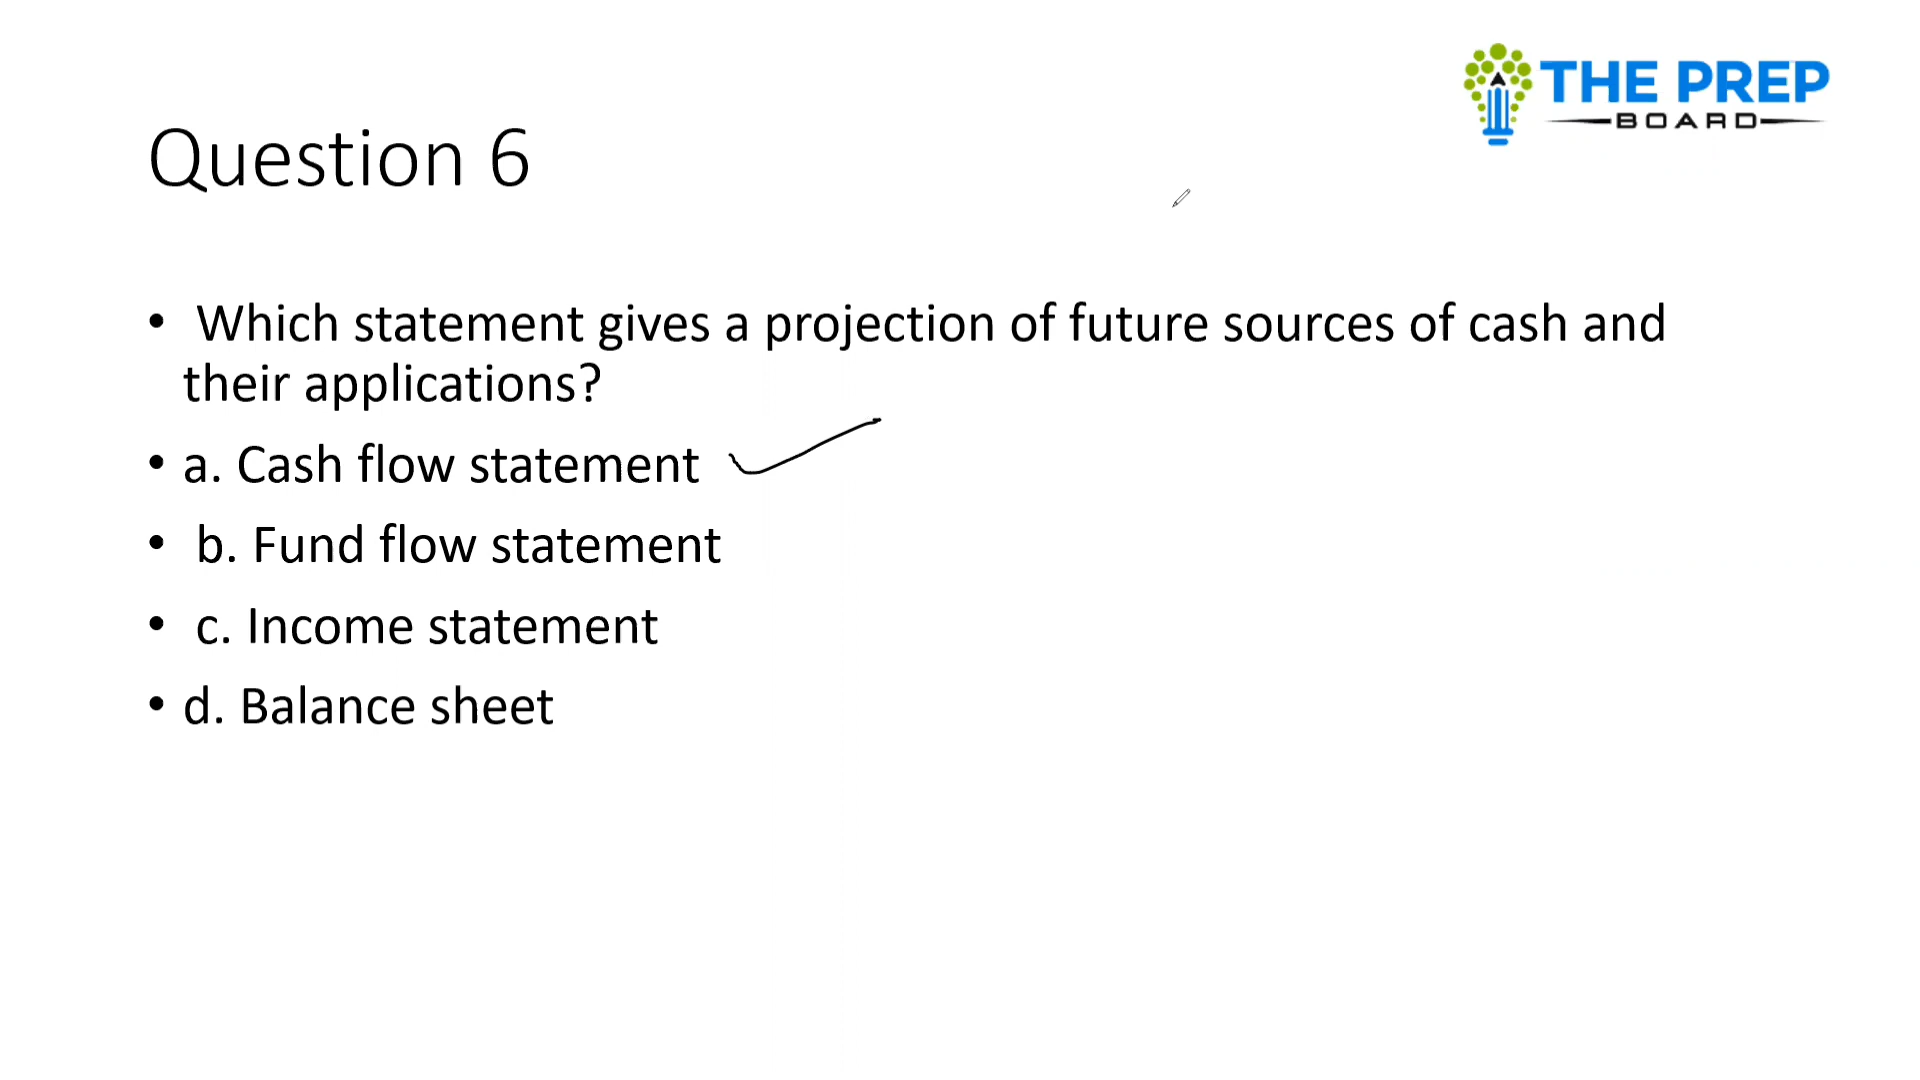 THE PREP
BOARD
Question 6
• Which statement gives a projection of future sources of cash and
their applications?
• a. Cash flow statement
• b. Fund flow statement
• c. Income statement
• d. Balance sheet